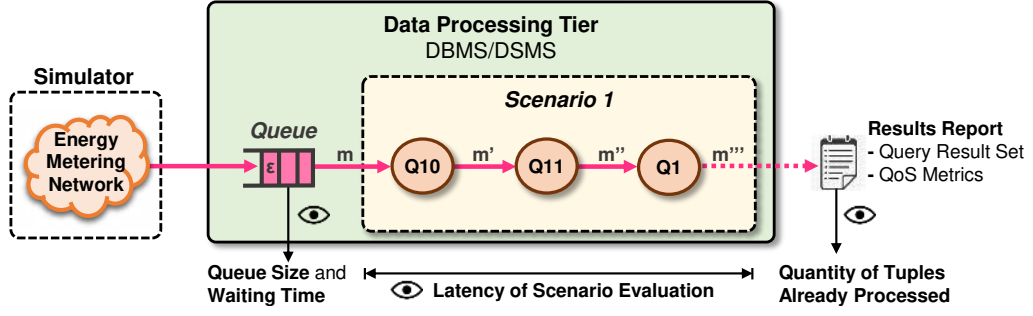 Data Processing Tier
DBMS/DSMS
Simulator
Energy
Metering
Network
Queue
ε
m
Scenario 1
Q10
m'
Q11
m''
Q1
m'''
Results Report
- Query Result Set
- QoS Metrics
Queue Size and
Waiting Time
Latency of Scenario Evaluation
Quantity of Tuples
Already Processed